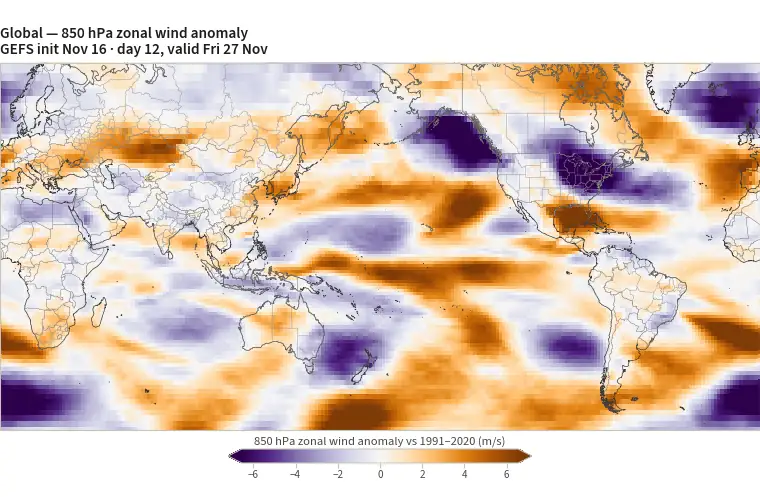 Global — 850 hPa zonal wind anomaly
GEFS init Nov 16 · day 12, valid Fri 27 Nov
850 hPa zonal wind anomaly vs 1991–2020 (m/s)
−6 −4 −2 0 2 4 6